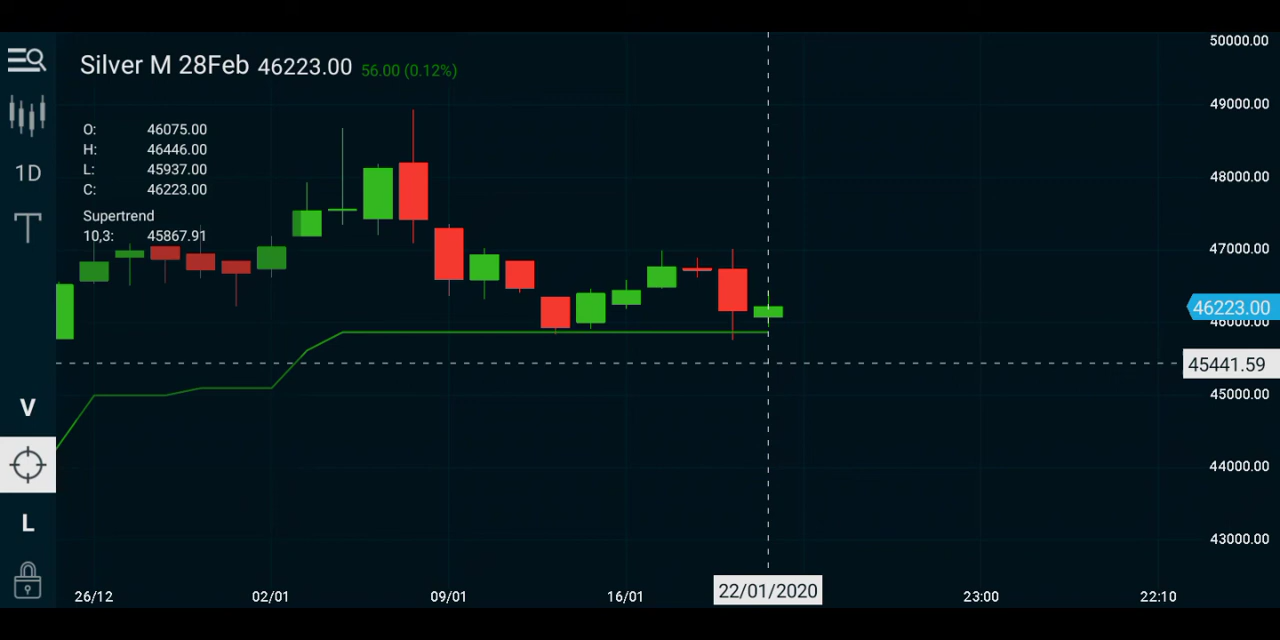 Silver M 28Feb 46223.00 56.00 (0.12%)
O: 46075.00
H: 46446.00
L: 45937.00
C: 46223.00
Supertrend
10,3: 45867.91
1D
T
V
L
50000.00
49000.00
48000.00
47000.00
46223.00
46000.00
45441.59
45000.00
44000.00
43000.00
26/12 02/01 09/01 16/01 22/01/2020 23:00 22:10